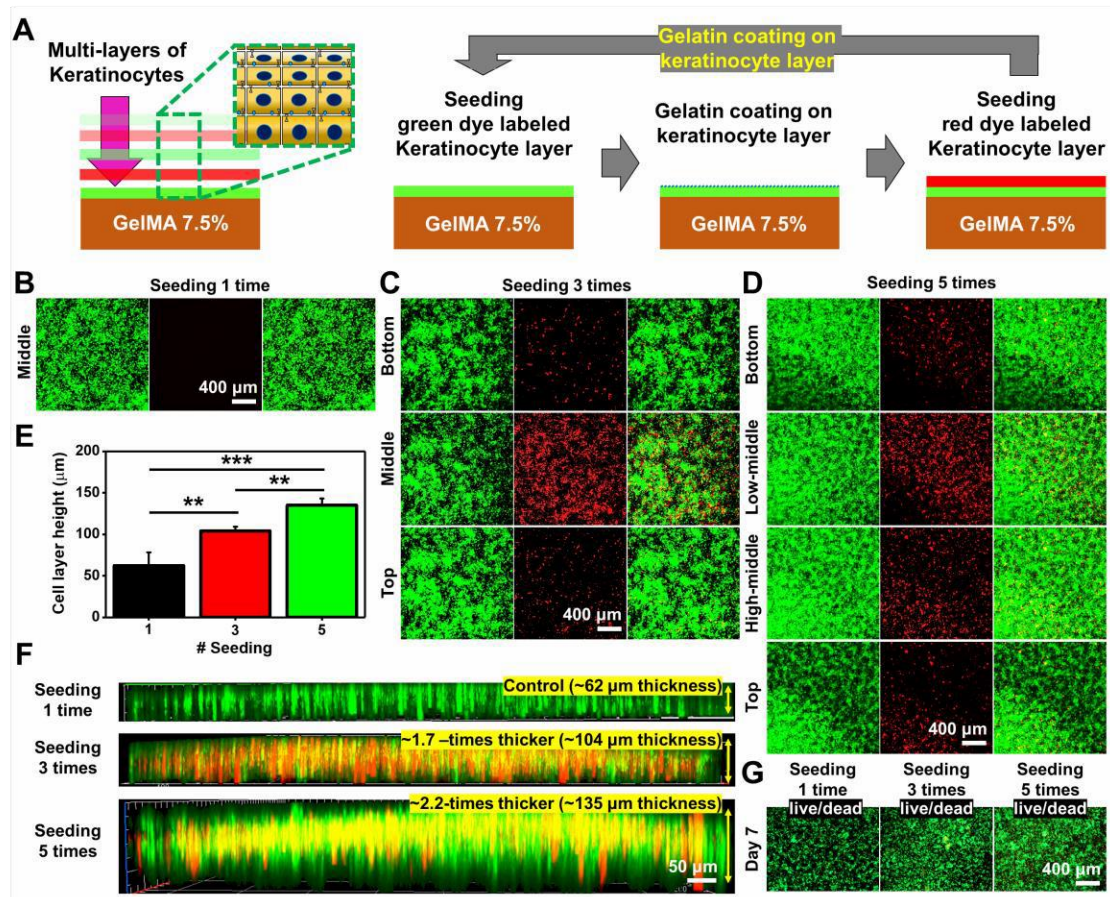 A
Multi-layers of
Keratinocytes
GelMA 7.5%
Gelatin coating on
keratinocyte layer
Seeding
green dye labeled
Keratinocyte layer
GelMA 7.5%
Gelatin coating on
keratinocyte layer
GelMA 7.5%
Seeding
red dye labeled
Keratinocyte layer
GelMA 7.5%
B
Seeding 1 time
Middle
400 µm
C
Seeding 3 times
Bottom
Middle
Top
400 µm
D
Seeding 5 times
Bottom
Low-middle
High-middle
Top
400 µm
E
Cell layer height (µm)
200
150
100
50
0
***
**
**
1
3
5
# Seeding
F
Seeding
1 time
Control (~62 µm thickness)
Seeding
3 times
~1.7 –times thicker (~104 µm thickness)
Seeding
5 times
~2.2-times thicker (~135 µm thickness)
50 µm
G
Seeding
1 time
live/dead
Seeding
3 times
live/dead
Seeding
5 times
live/dead
Day 7
400 µm